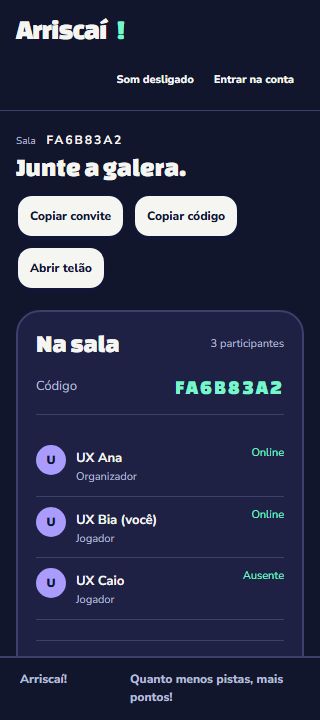 Arriscaí !
Som desligado Entrar na conta
Sala FA6B83A2
Junte a galera.
Copiar convite Copiar código
Abrir telão
Na sala 3 participantes
Código FA6B83A2
U UX Ana Online
Organizador
U UX Bia (você) Online
Jogador
U UX Caio Ausente
Jogador
Arriscaí! Quanto menos pistas, mais
pontos!